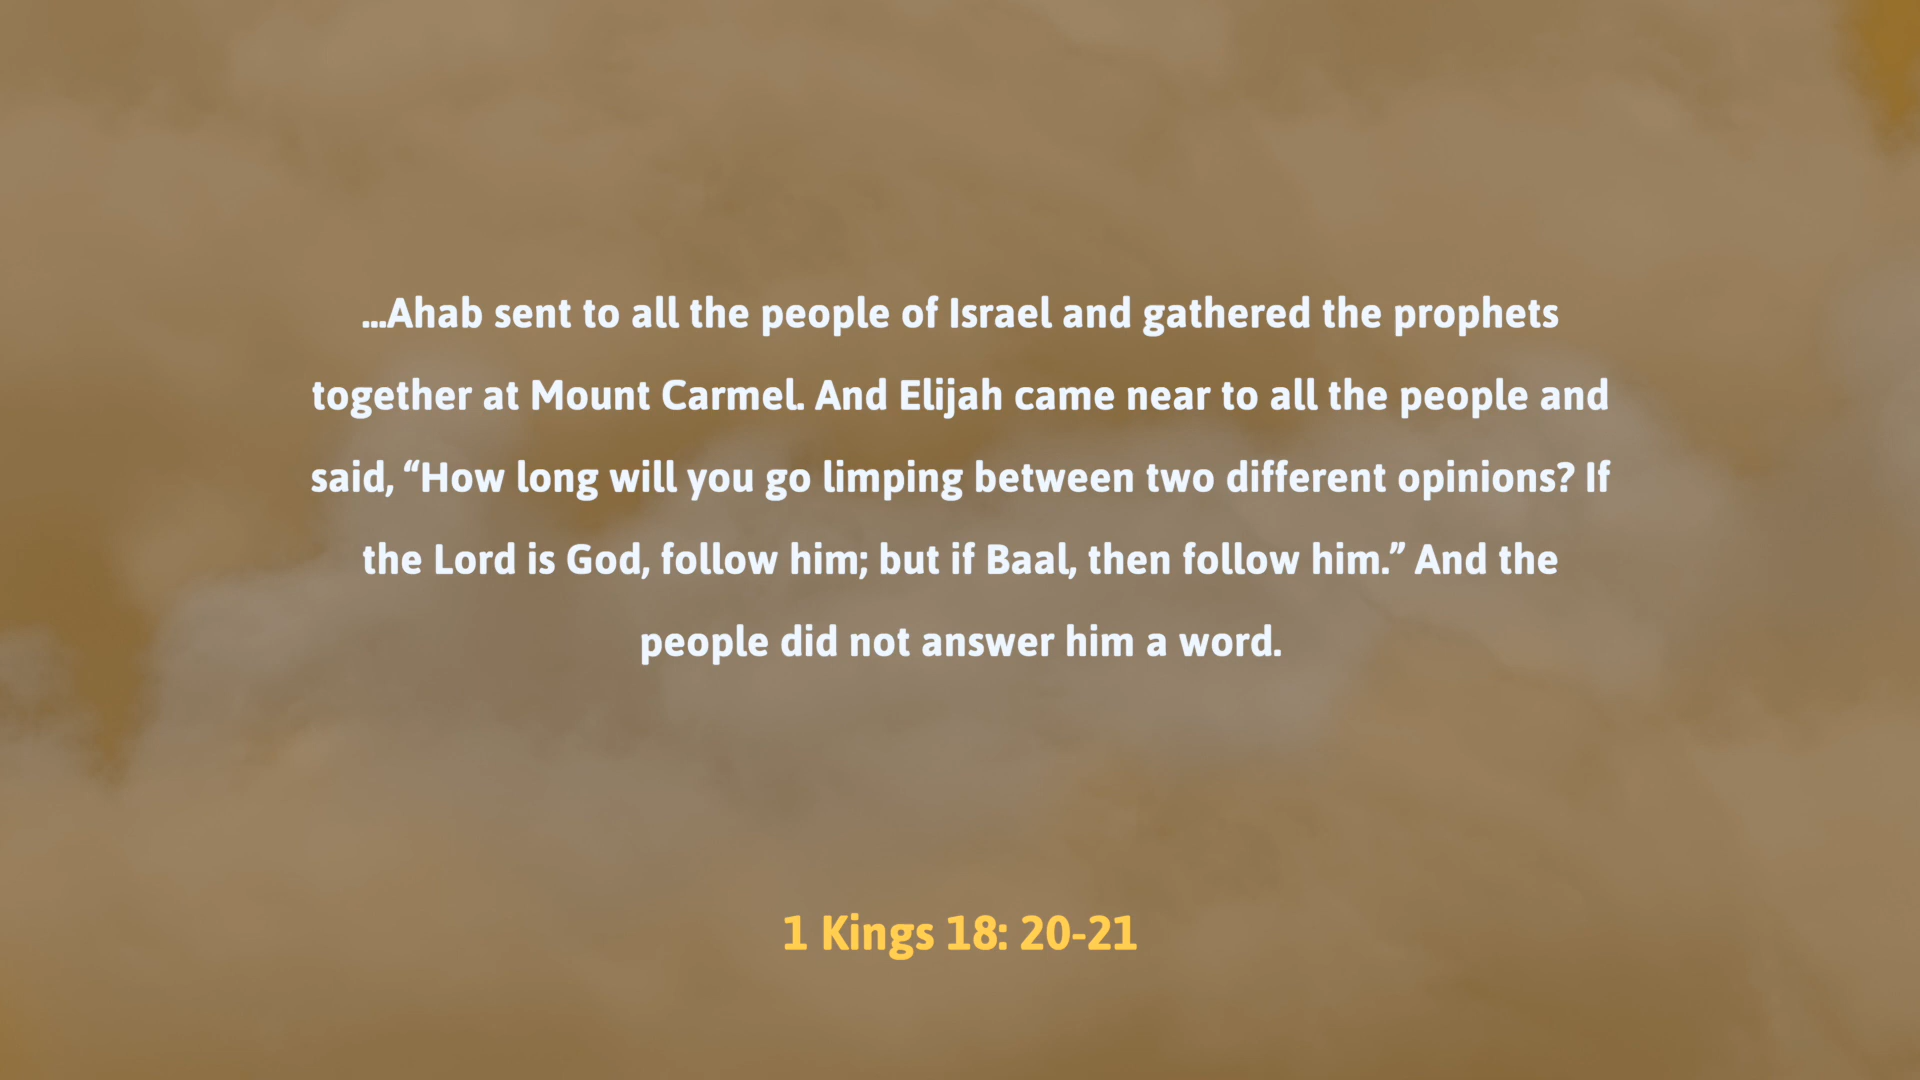 …Ahab sent to all the people of Israel and gathered the prophets
together at Mount Carmel. And Elijah came near to all the people and
said, “How long will you go limping between two different opinions? If
the Lord is God, follow him; but if Baal, then follow him.” And the
people did not answer him a word.
1 Kings 18: 20-21